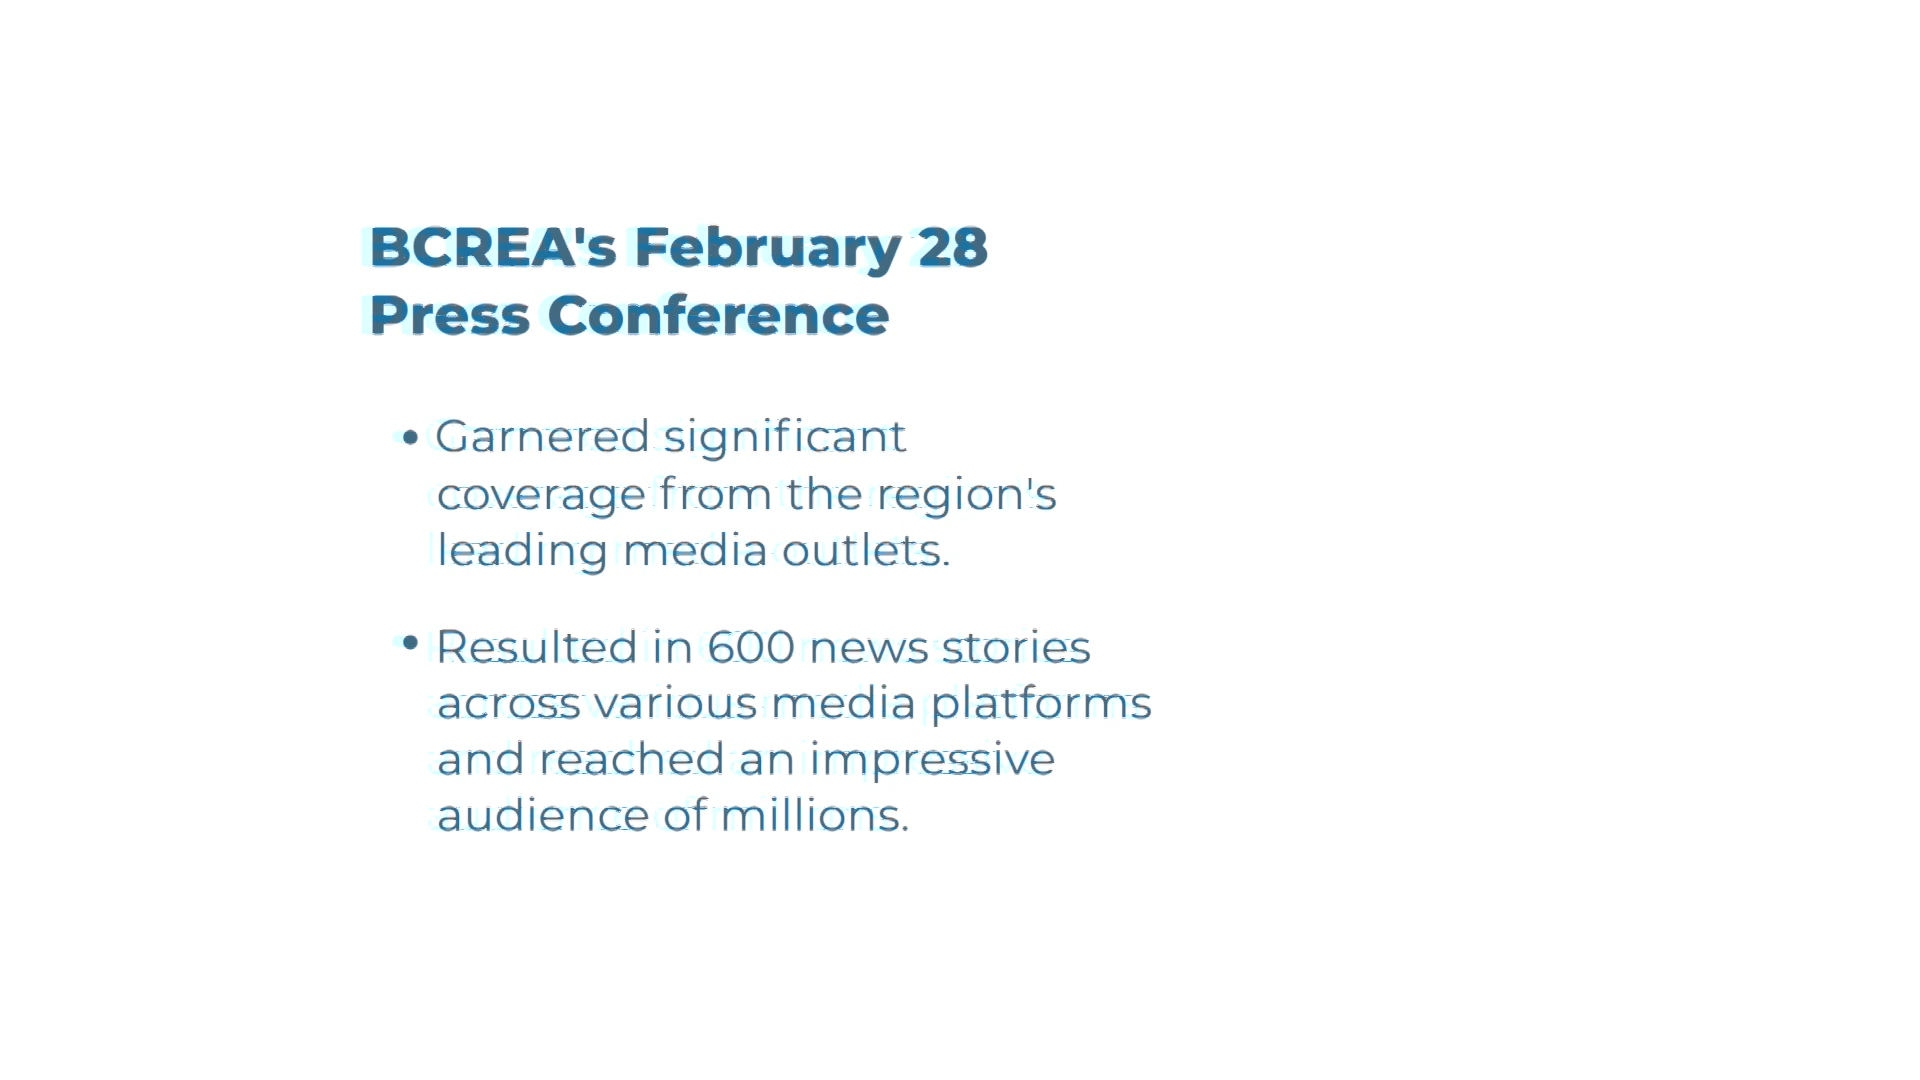 BCREA's February 28
Press Conference
• Garnered significant
coverage from the region's
leading media outlets.
• Resulted in 600 news stories
across various media platforms
and reached an impressive
audience of millions.